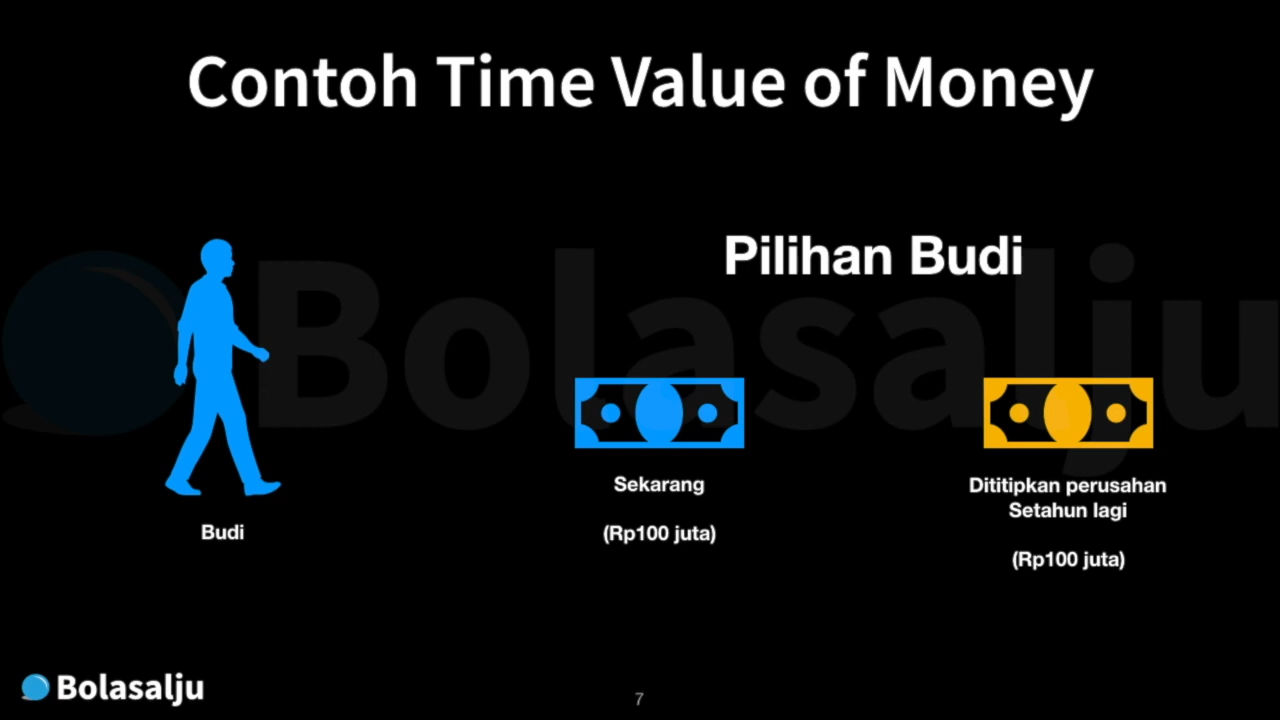 Contoh Time Value of Money
Pilihan Budi
Budi
Sekarang
(Rp100 juta)
Dititipkan perusahan
Setahun lagi
(Rp100 juta)
Bolasalju
Bolasalju
7